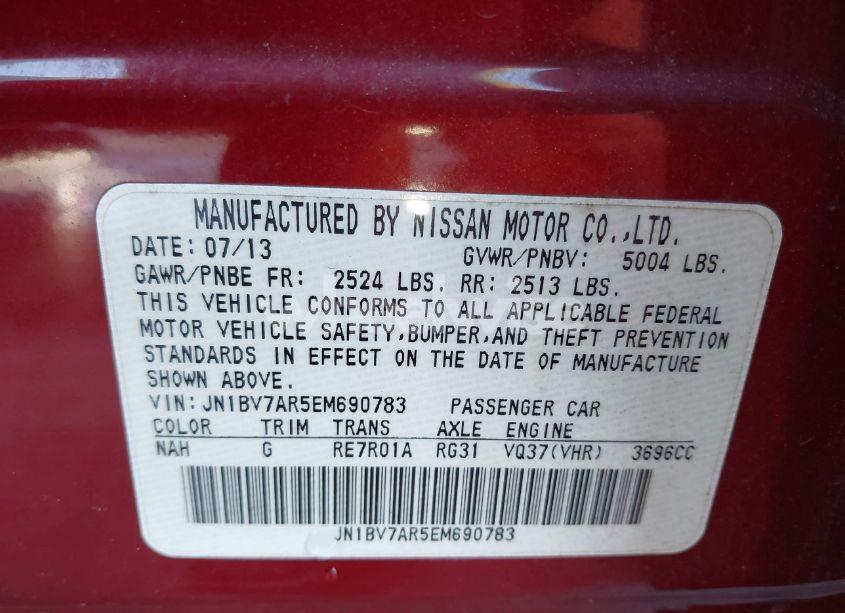 MANUFACTURED BY NISSAN MOTOR CO.,LTD.
DATE: 07/13 GVWR/PNBV: 5004 LBS.
GAWR/PNBE FR: 2524 LBS. RR: 2513 LBS.
THIS VEHICLE CONFORMS TO ALL APPLICABLE FEDERAL
MOTOR VEHICLE SAFETY,BUMPER,AND THEFT PREVENTION
STANDARDS IN EFFECT ON THE DATE OF MANUFACTURE
SHOWN ABOVE.
VIN: JN1BV7AR5EM690783 PASSENGER CAR
COLOR TRIM TRANS AXLE ENGINE
NAH G RE7R01A RG31 VQ37(VHR) 3696CC
JN1BV7AR5EM690783